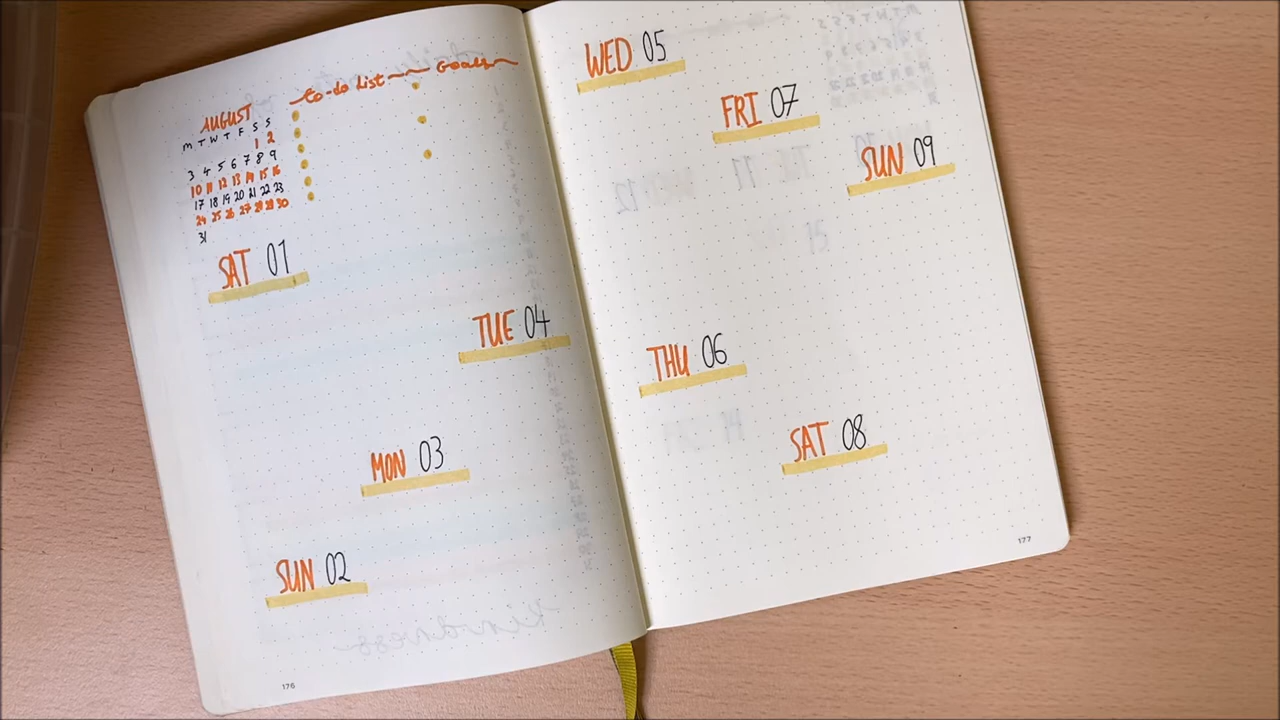 AUGUST
M T W T F S S
1 2
3 4 5 6 7 8 9
10 11 12 13 14 15 16
17 18 19 20 21 22 23
24 25 26 27 28 29 30
31
to-do list
Goals
SAT 01
TUE 04
MON 03
SUN 02
176
WED 05
FRI 07
SUN 09
THU 06
SAT 08
177